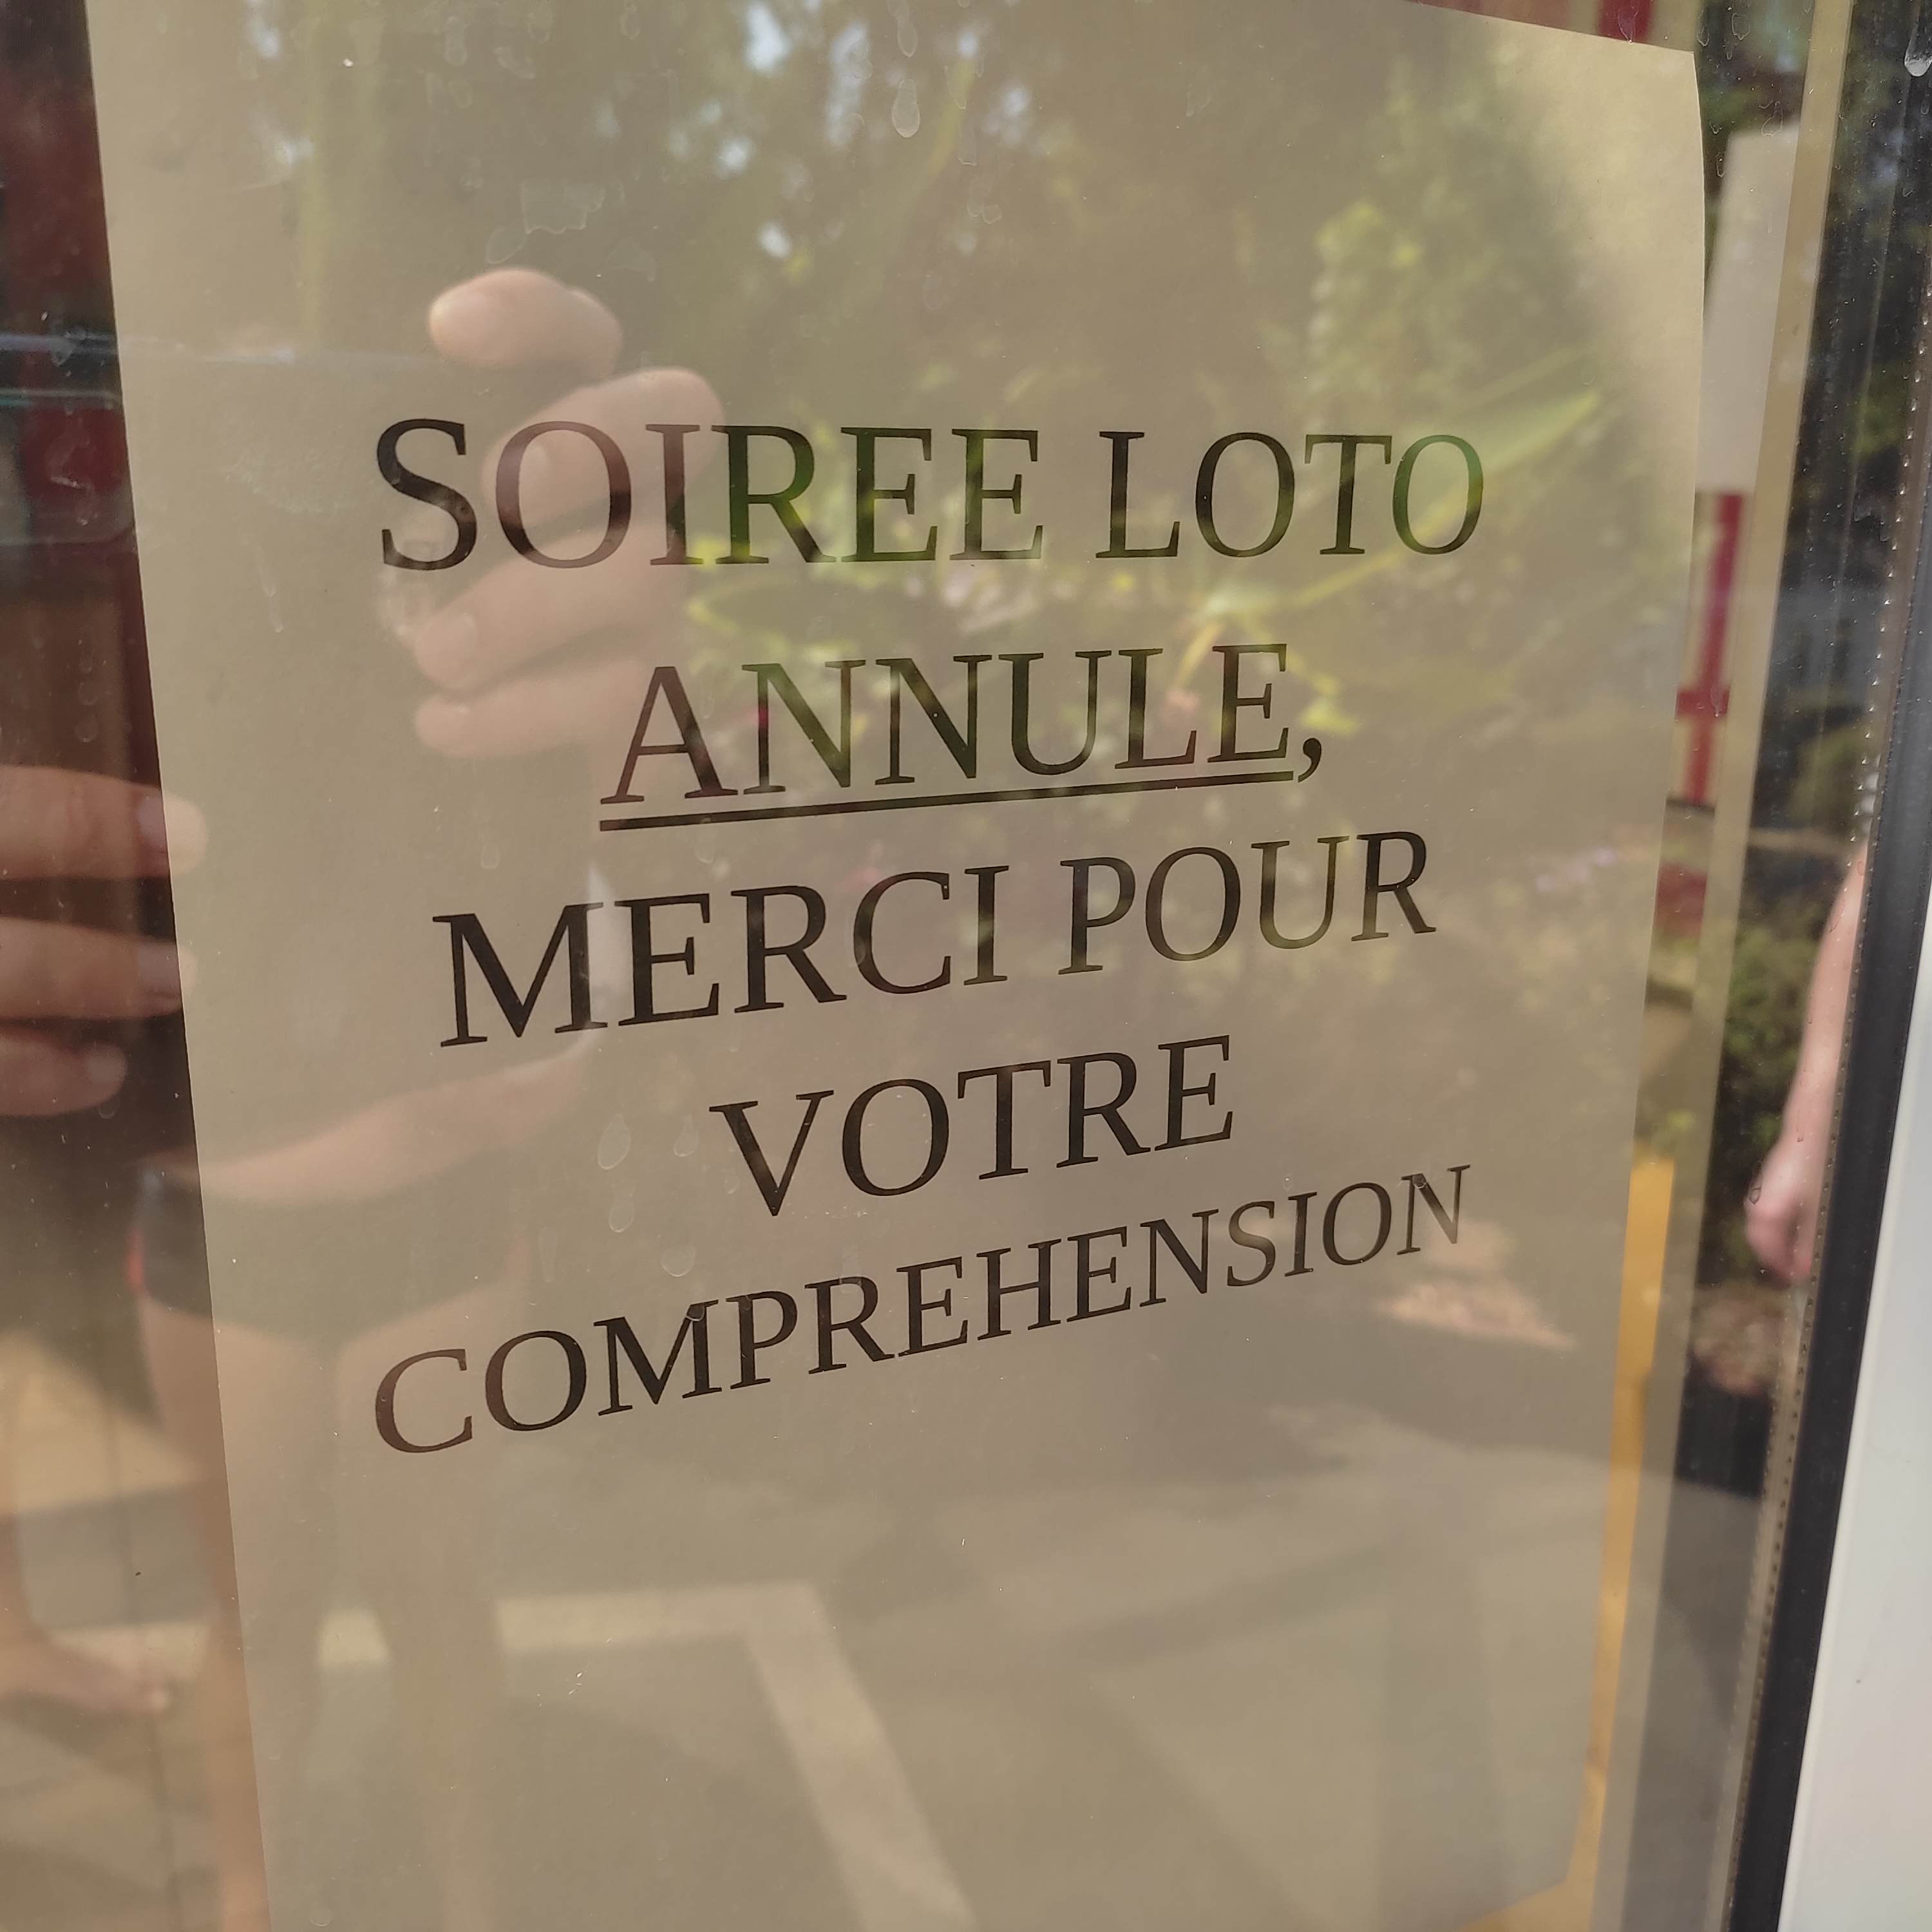 SOIREE LOTO
ANNULE,
MERCI POUR
VOTRE
COMPREHENSION